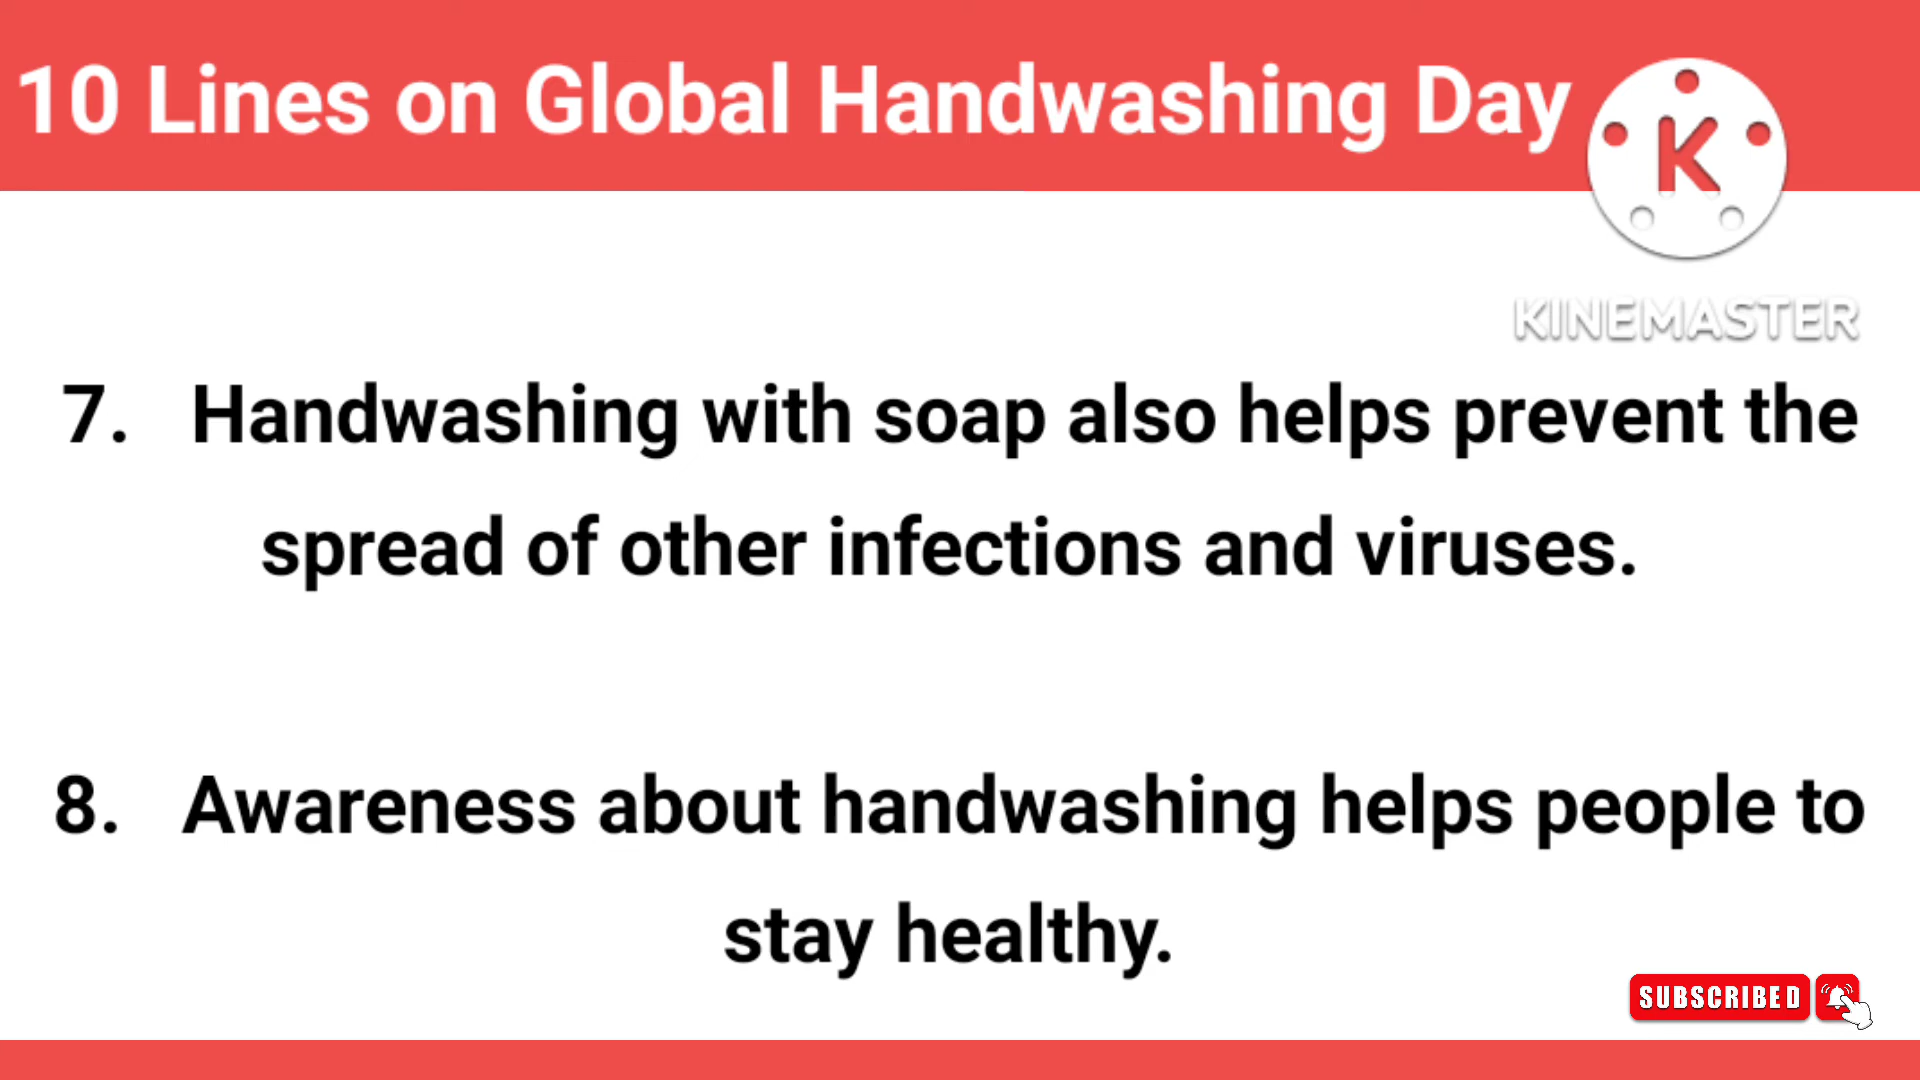 10 Lines on Global Handwashing Day
K
KINEMASTER
7. Handwashing with soap also helps prevent the
spread of other infections and viruses.
8. Awareness about handwashing helps people to
stay healthy.
SUBSCRIBED